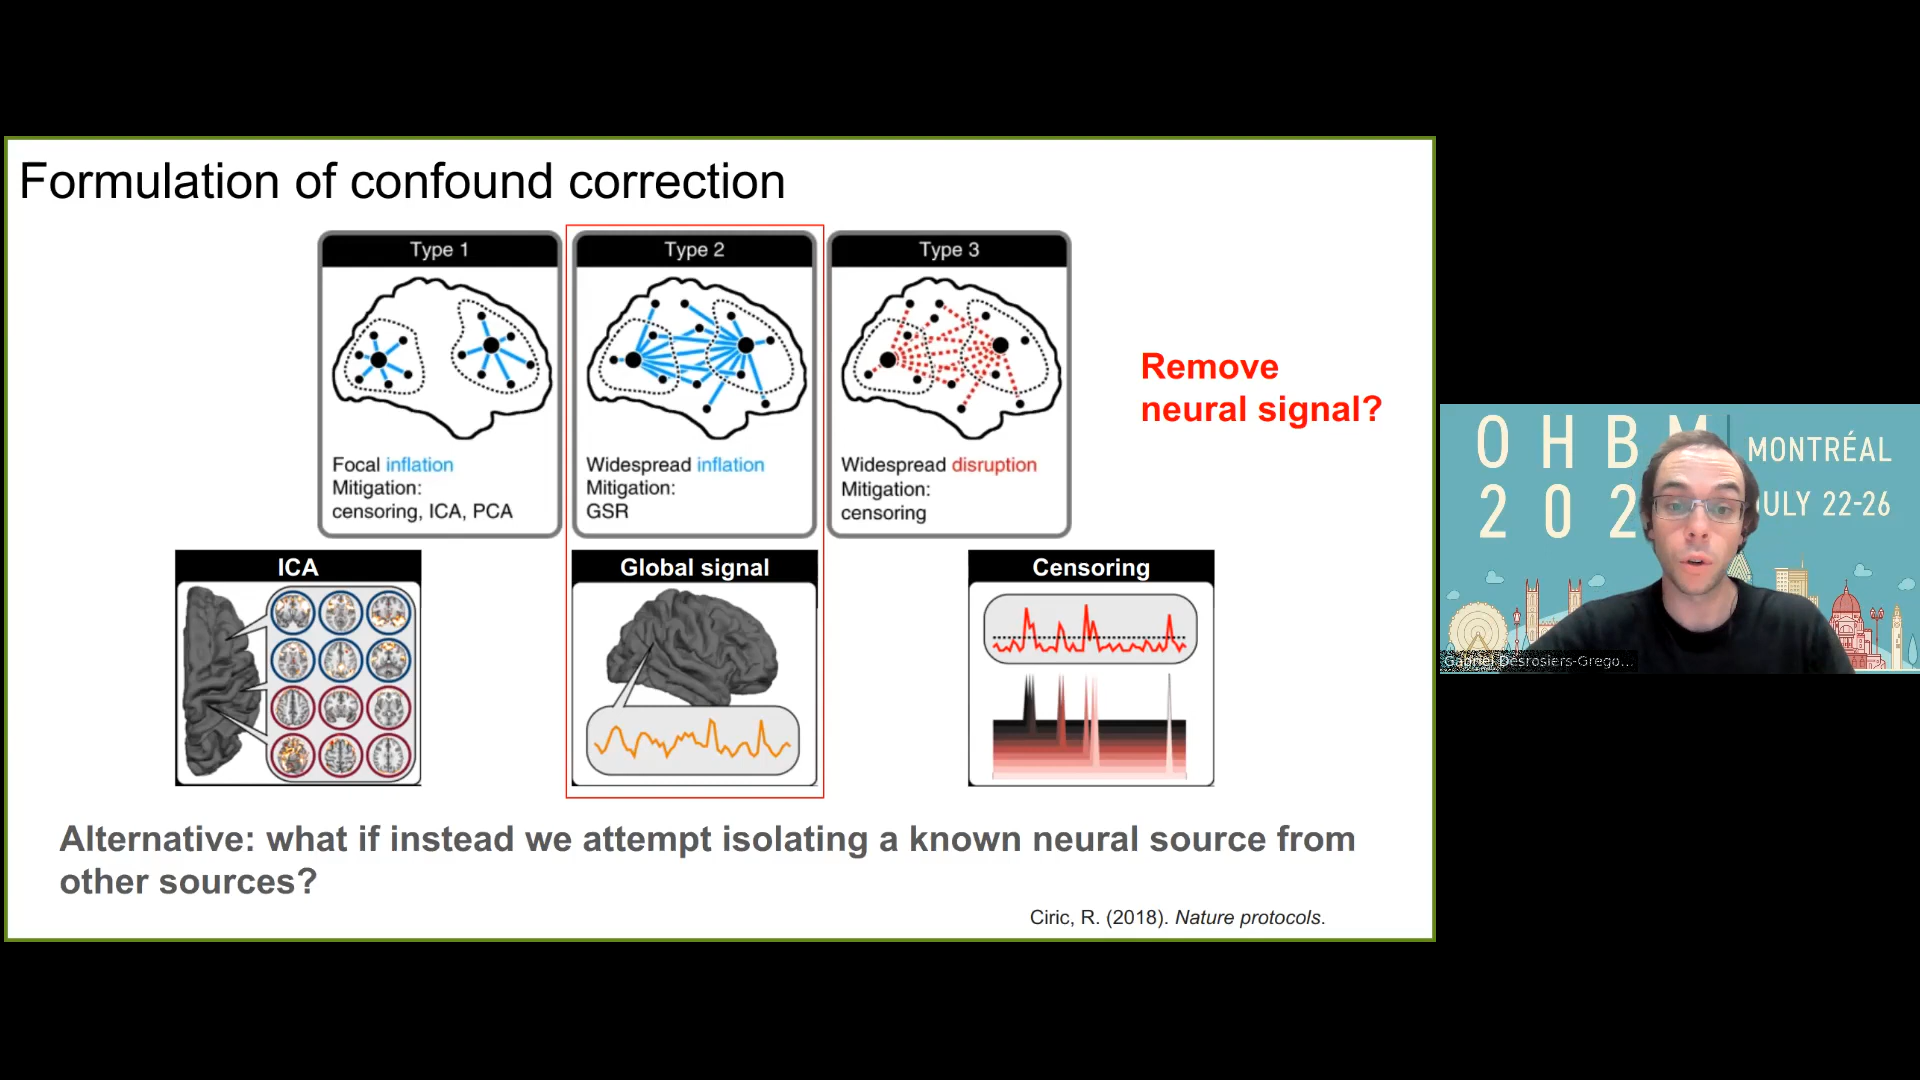 Formulation of confound correction
Type 1
Type 2
Type 3
Focal inflation
Mitigation:
censoring, ICA, PCA
Widespread inflation
Mitigation:
GSR
Widespread disruption
Mitigation:
censoring
Remove
neural signal?
ICA
Global signal
Censoring
Alternative: what if instead we attempt isolating a known neural source from
other sources?
Ciric, R. (2018). Nature protocols.
O H B M
MONTRÉAL
2 0 2
ULY 22-26
Gabriel Desrosiers-Grego...